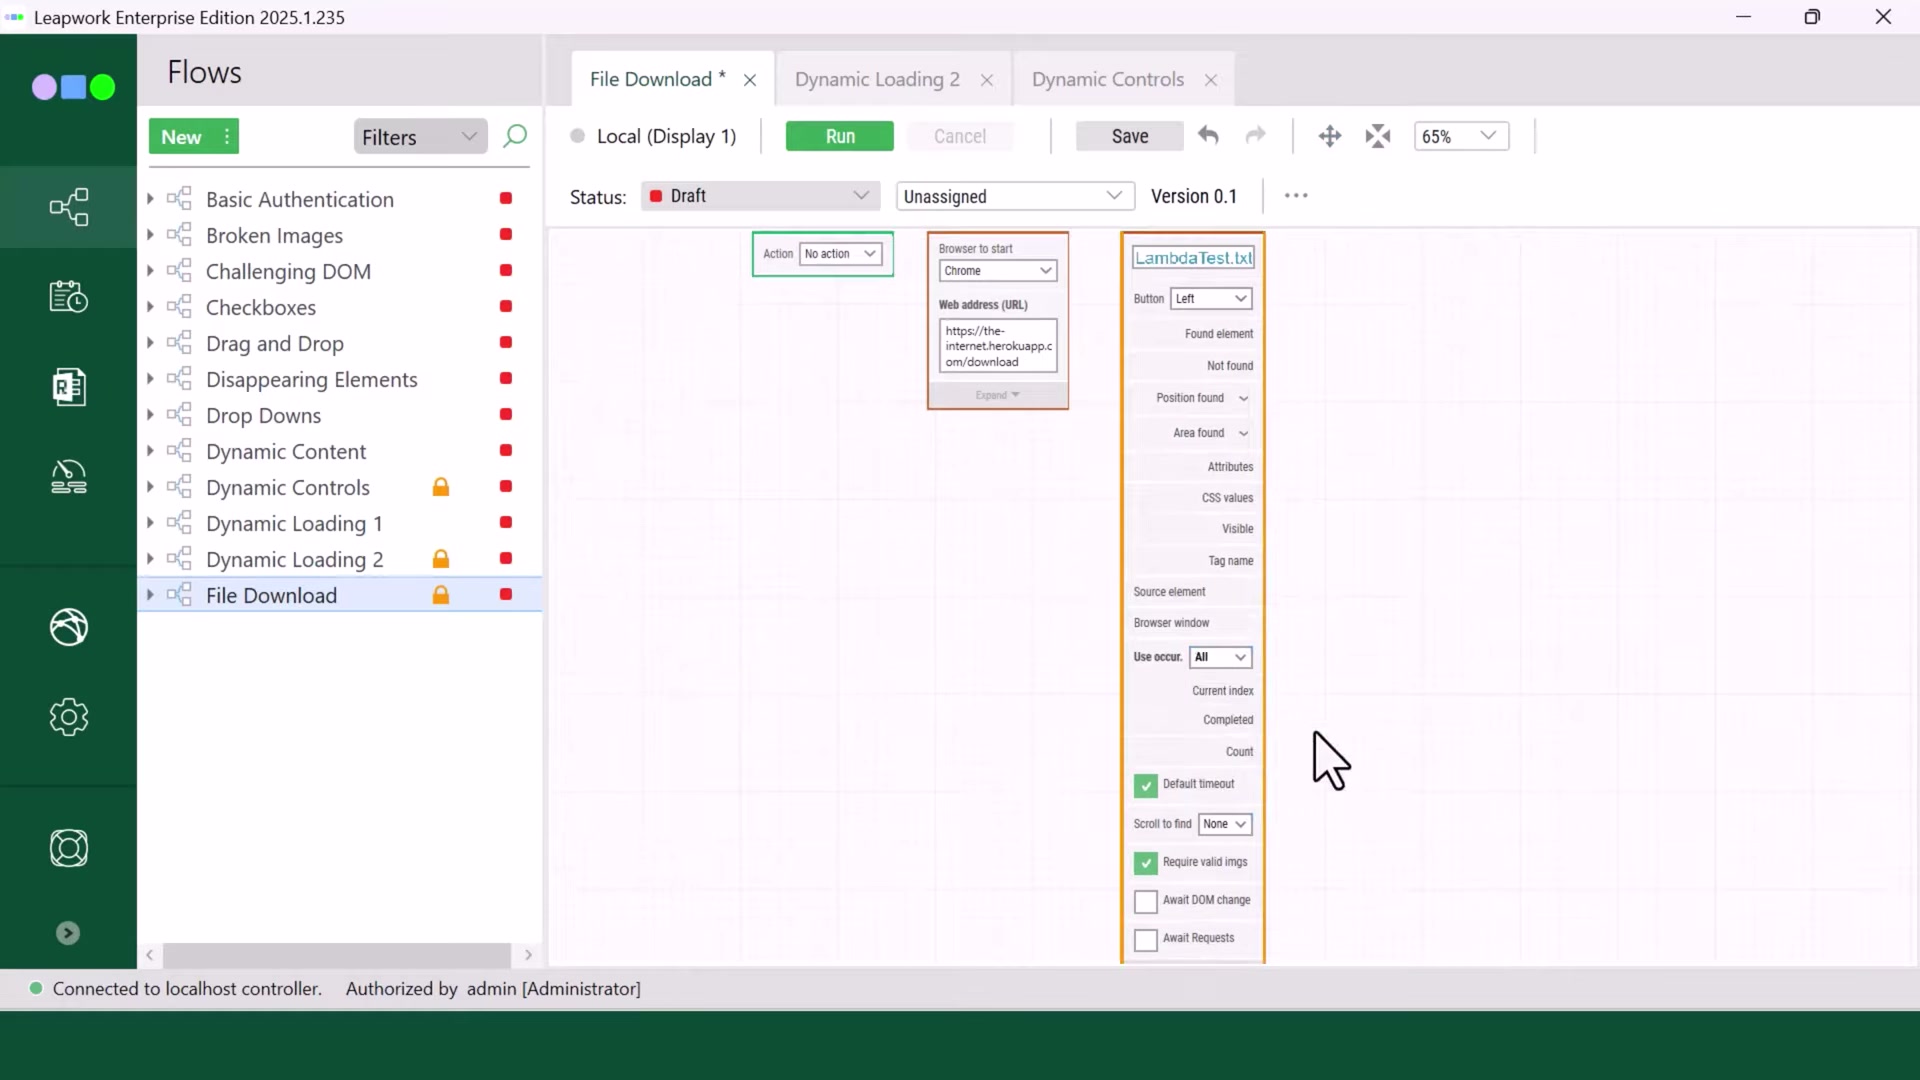 Leapwork Enterprise Edition 2025.1.235
Flows
File Download *
Dynamic Loading 2
Dynamic Controls
New
Filters
Local (Display 1)
Run
Cancel
Save
65%
Status:
Draft
Unassigned
Version 0.1
Basic Authentication
Broken Images
Challenging DOM
Checkboxes
Drag and Drop
Disappearing Elements
Drop Downs
Dynamic Content
Dynamic Controls
Dynamic Loading 1
Dynamic Loading 2
File Download
Action No action
Browser to start
Chrome
Web address (URL)
https://the-
internet.herokuapp.c
om/download
Expand
LambdaTest.txt
Button Left
Found element
Not found
Position found
Area found
Attributes
CSS values
Visible
Tag name
Source element
Browser window
Use occur. All
Current index
Completed
Count
Default timeout
Scroll to find None
Require valid imgs
Await DOM change
Await Requests
Connected to localhost controller. Authorized by admin [Administrator]